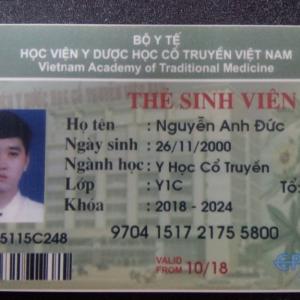 BỘ Y TẾ
HỌC VIỆN Y DƯỢC HỌC CỔ TRUYỀN VIỆT NAM
Vietnam Academy of Traditional Medicine
THẺ SINH VIÊN
Họ tên : Nguyễn Anh Đức
Ngày sinh : 26/11/2000
Ngành học : Y Học Cổ Truyền
Lớp : Y1C
Khóa : 2018 - 2024
5115C248
9704 1517 2175 5800
VALID
FROM 10/18